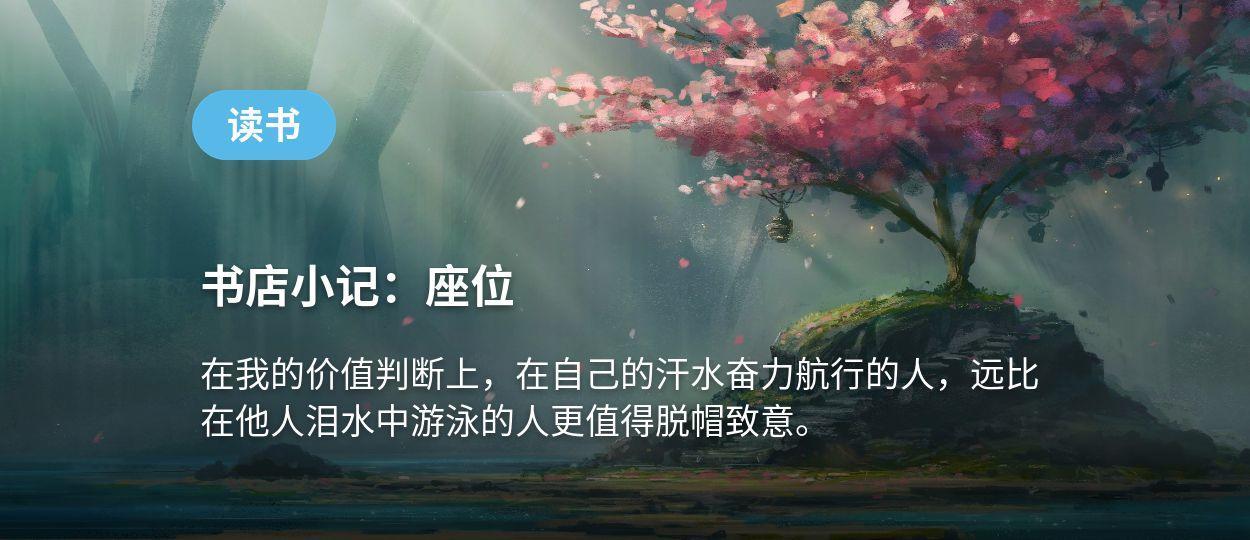 读书
书店小记：座位
在我的价值判断上，在自己的汗水奋力航行的人，远比
在他人泪水中游泳的人更值得脱帽致意。